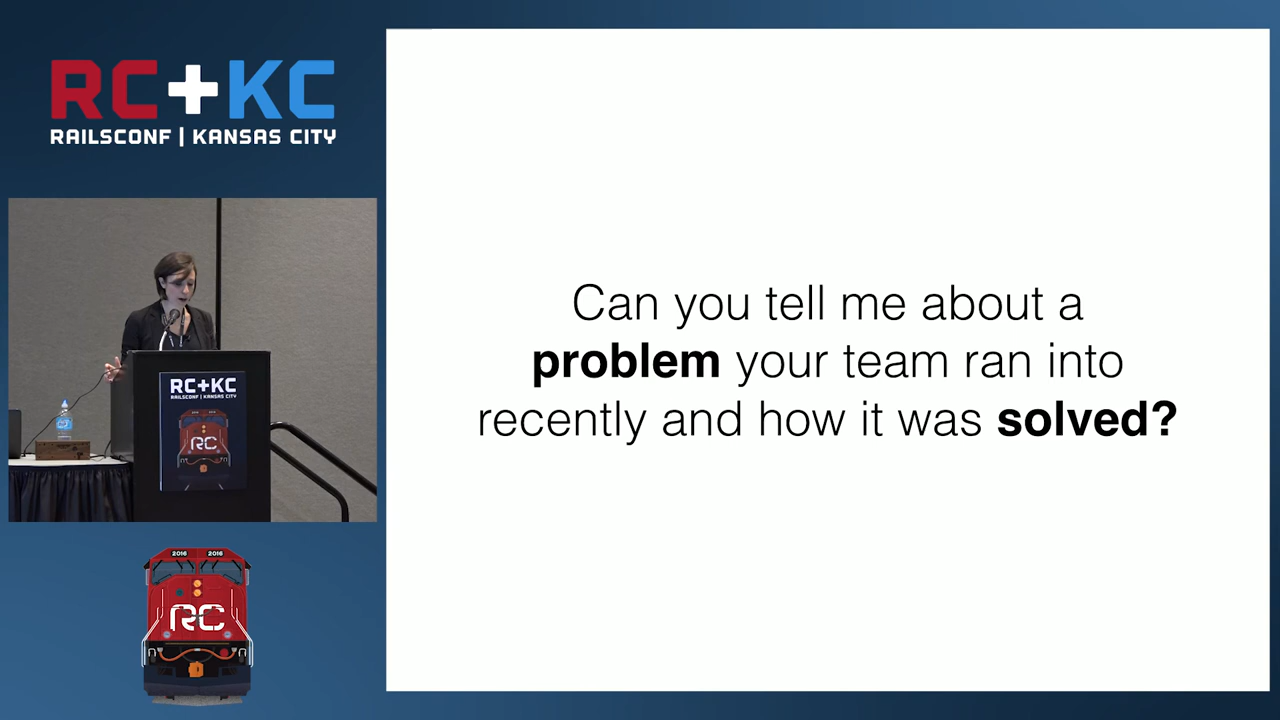 RC+KC
RAILSCONF | KANSAS CITY
RC+KC
RAILSCONF | KANSAS CITY
RC
2016 2016
RC
Can you tell me about a
problem your team ran into
recently and how it was solved?